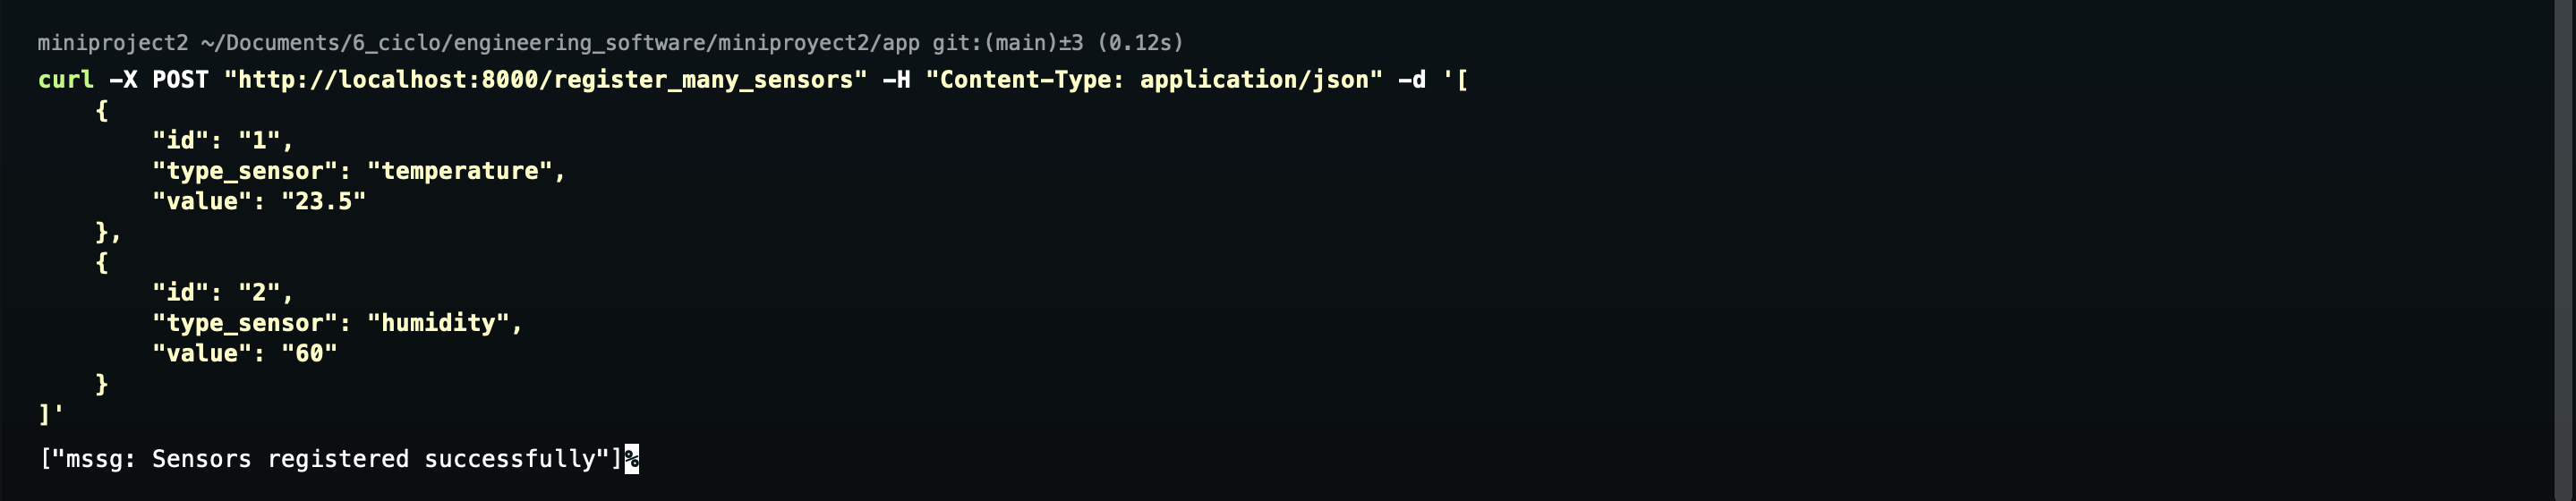 miniproject2 ~/Documents/6_ciclo/engineering_software/miniproyect2/app git:(main)±3 (0.12s)
curl -X POST "http://localhost:8000/register_many_sensors" -H "Content-Type: application/json" -d '[
    {
        "id": "1",
        "type_sensor": "temperature",
        "value": "23.5"
    },
    {
        "id": "2",
        "type_sensor": "humidity",
        "value": "60"
    }
]'
["mssg: Sensors registered successfully"]%